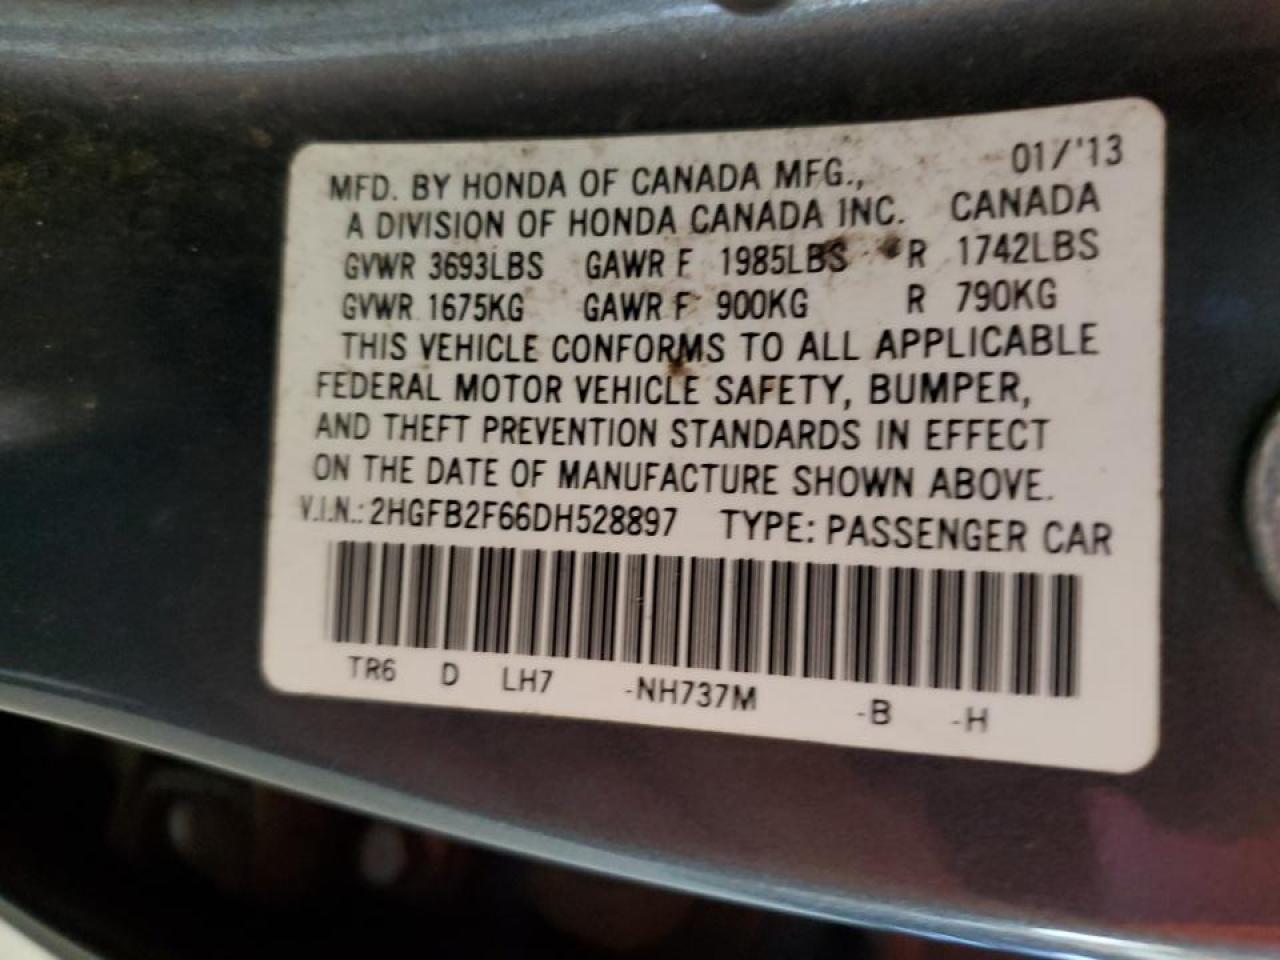 01/'13
MFD. BY HONDA OF CANADA MFG.,
A DIVISION OF HONDA CANADA INC. CANADA
GVWR 3693LBS GAWR F 1985LBS R 1742LBS
GVWR 1675KG GAWR F 900KG R 790KG
THIS VEHICLE CONFORMS TO ALL APPLICABLE
FEDERAL MOTOR VEHICLE SAFETY, BUMPER,
AND THEFT PREVENTION STANDARDS IN EFFECT
ON THE DATE OF MANUFACTURE SHOWN ABOVE.
V.I.N.: 2HGFB2F66DH528897 TYPE: PASSENGER CAR
TR6 D LH7 -NH737M -B -H